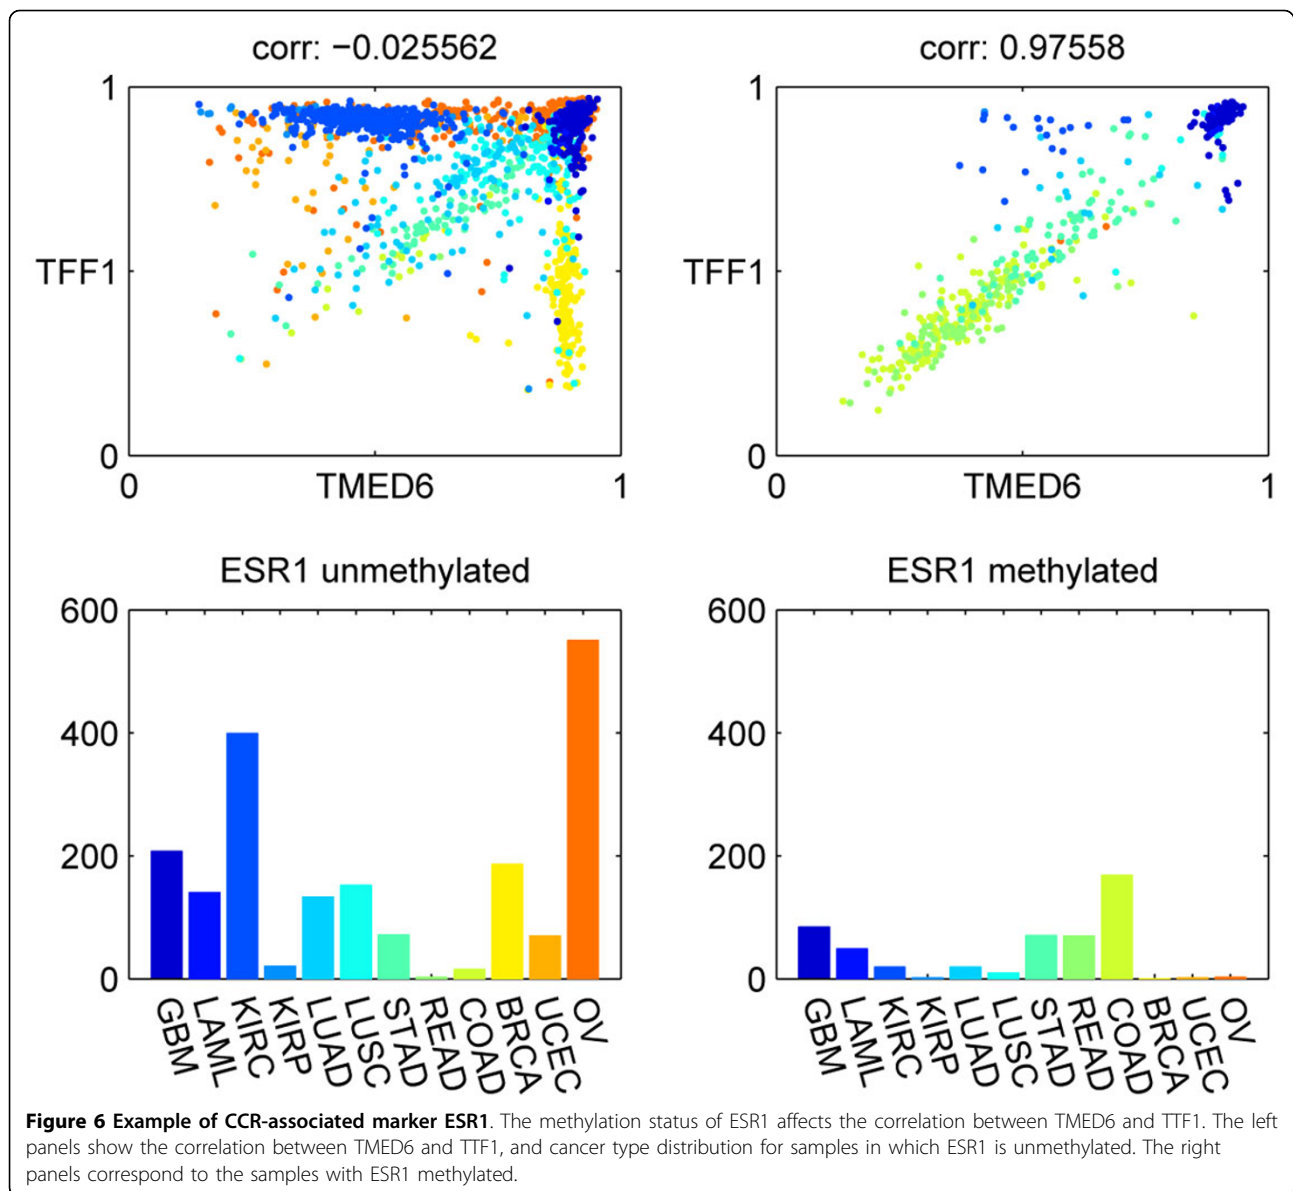 corr: −0.025562
corr: 0.97558
1
TFF1
0
0
TMED6
1
1
TFF1
0
0
TMED6
1
ESR1 unmethylated
600
400
200
0
GBM
LAML
KIRC
KIRP
LUAD
LUSC
STAD
READ
COAD
BRCA
UCEC
OV
ESR1 methylated
600
400
200
0
GBM
LAML
KIRC
KIRP
LUAD
LUSC
STAD
READ
COAD
BRCA
UCEC
OV
Figure 6 Example of CCR-associated marker ESR1. The methylation status of ESR1 affects the correlation between TMED6 and TTF1. The left
panels show the correlation between TMED6 and TTF1, and cancer type distribution for samples in which ESR1 is unmethylated. The right
panels correspond to the samples with ESR1 methylated.